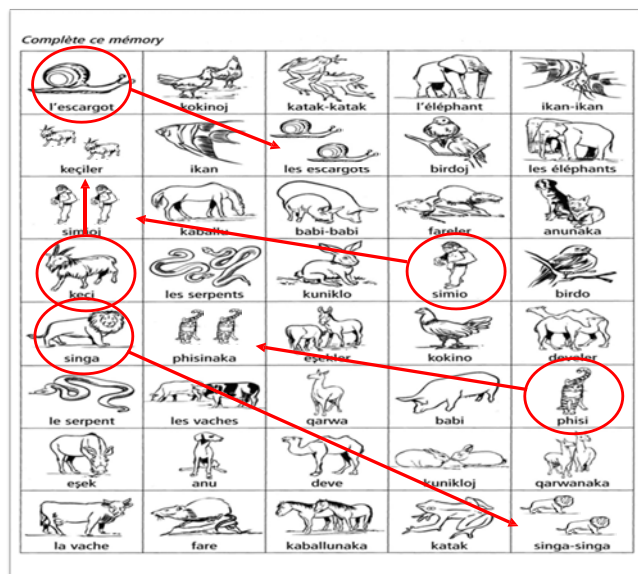 Complète ce mémory
l'escargot kokinoj katak-katak l'éléphant ikan-ikan
keçiler ikan les escargots birdoj les éléphants
simioj kaballu babi-babi fareler anunaka
keçi les serpents kuniklo simio birdo
singa phisinaka eşekler kokino develer
le serpent les vaches qarwa babi phisi
eşek anu deve kunikloj qarwanaka
la vache fare kaballunaka katak singa-singa